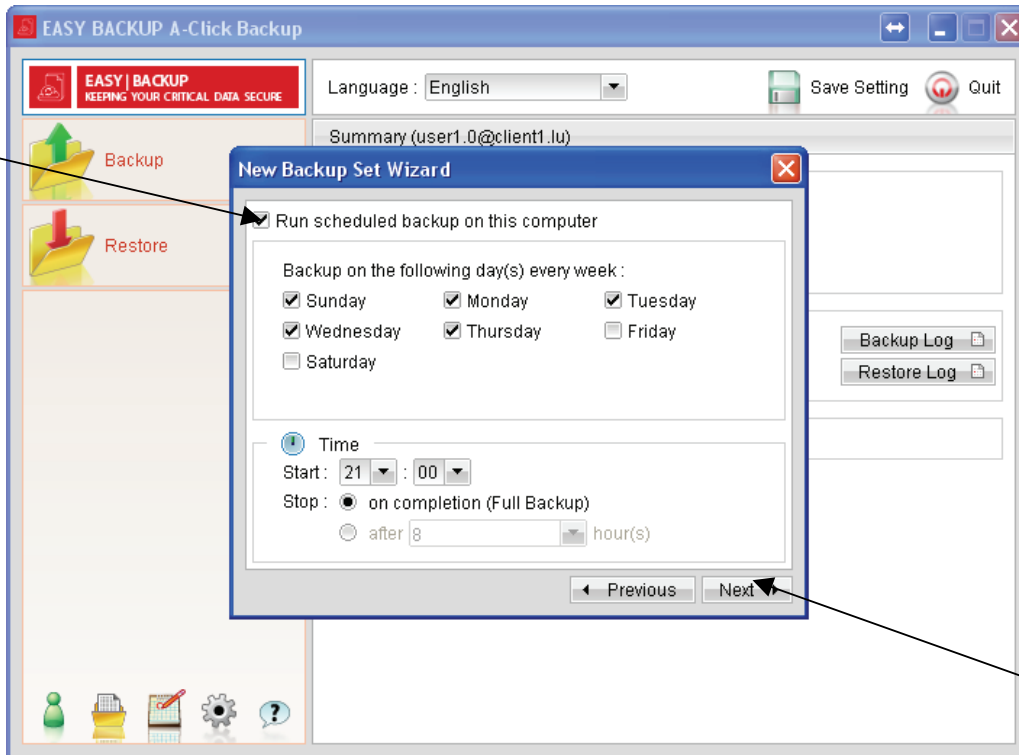 EASY BACKUP A-Click Backup
EASY | BACKUP
KEEPING YOUR CRITICAL DATA SECURE
Language : English
Save Setting
Quit
Backup
Restore
Summary (user1.0@client1.lu)
New Backup Set Wizard
Run scheduled backup on this computer
Backup on the following day(s) every week :
Sunday Monday Tuesday
Wednesday Thursday Friday
Saturday
Time
Start : 21 : 00
Stop : on completion (Full Backup)
after 8 hour(s)
Previous Next
Backup Log
Restore Log
?